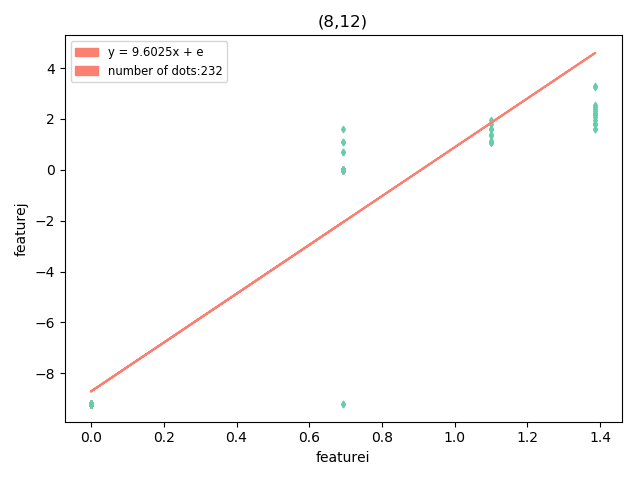 (8,12)
y = 9.6025x + e
number of dots:232
4
2
0
−2
−4
−6
−8
featurej
0.0 0.2 0.4 0.6 0.8 1.0 1.2 1.4
featurei